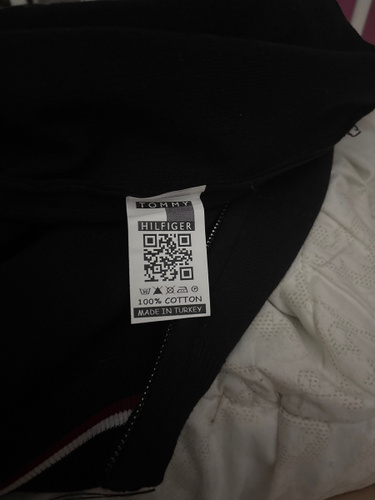 TOMMY
HILFIGER
100% COTTON
MADE IN TURKEY